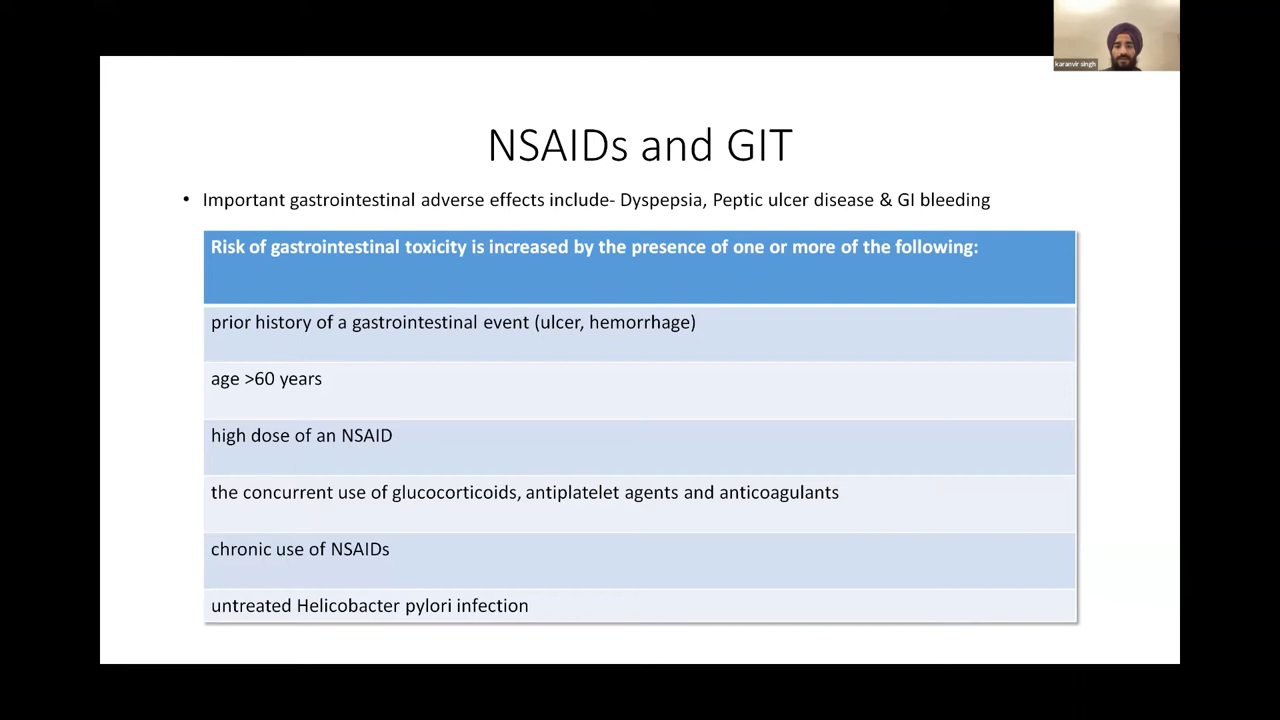 karanvir singh
NSAIDs and GIT
• Important gastrointestinal adverse effects include- Dyspepsia, Peptic ulcer disease & GI bleeding
Risk of gastrointestinal toxicity is increased by the presence of one or more of the following:
prior history of a gastrointestinal event (ulcer, hemorrhage)
age >60 years
high dose of an NSAID
the concurrent use of glucocorticoids, antiplatelet agents and anticoagulants
chronic use of NSAIDs
untreated Helicobacter pylori infection